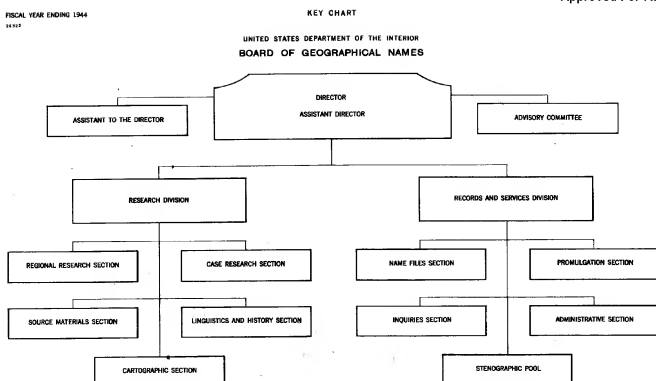 Approved For
FISCAL YEAR ENDING 1944
KEY CHART
UNITED STATES DEPARTMENT OF THE INTERIOR
BOARD OF GEOGRAPHICAL NAMES
DIRECTOR
ASSISTANT DIRECTOR
ASSISTANT TO THE DIRECTOR
ADVISORY COMMITTEE
RESEARCH DIVISION
RECORDS AND SERVICES DIVISION
REGIONAL RESEARCH SECTION
CASE RESEARCH SECTION
NAME FILES SECTION
PROMULGATION SECTION
SOURCE MATERIALS SECTION
LINGUISTICS AND HISTORY SECTION
INQUIRIES SECTION
ADMINISTRATIVE SECTION
CARTOGRAPHIC SECTION
STENOGRAPHIC POOL